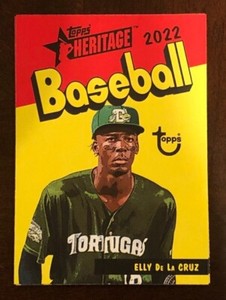 TOPPS
HERITAGE 2022
Baseball
T
topps
TORTUGAS
ELLY DE LA CRUZ